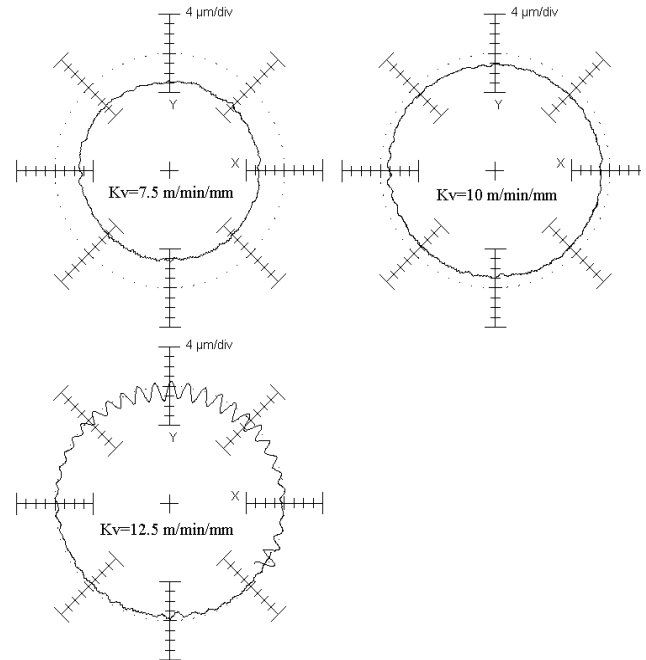 4 µm/div
Y
X
Kv=7.5 m/min/mm
4 µm/div
Y
X
Kv=10 m/min/mm
4 µm/div
Y
X
Kv=12.5 m/min/mm